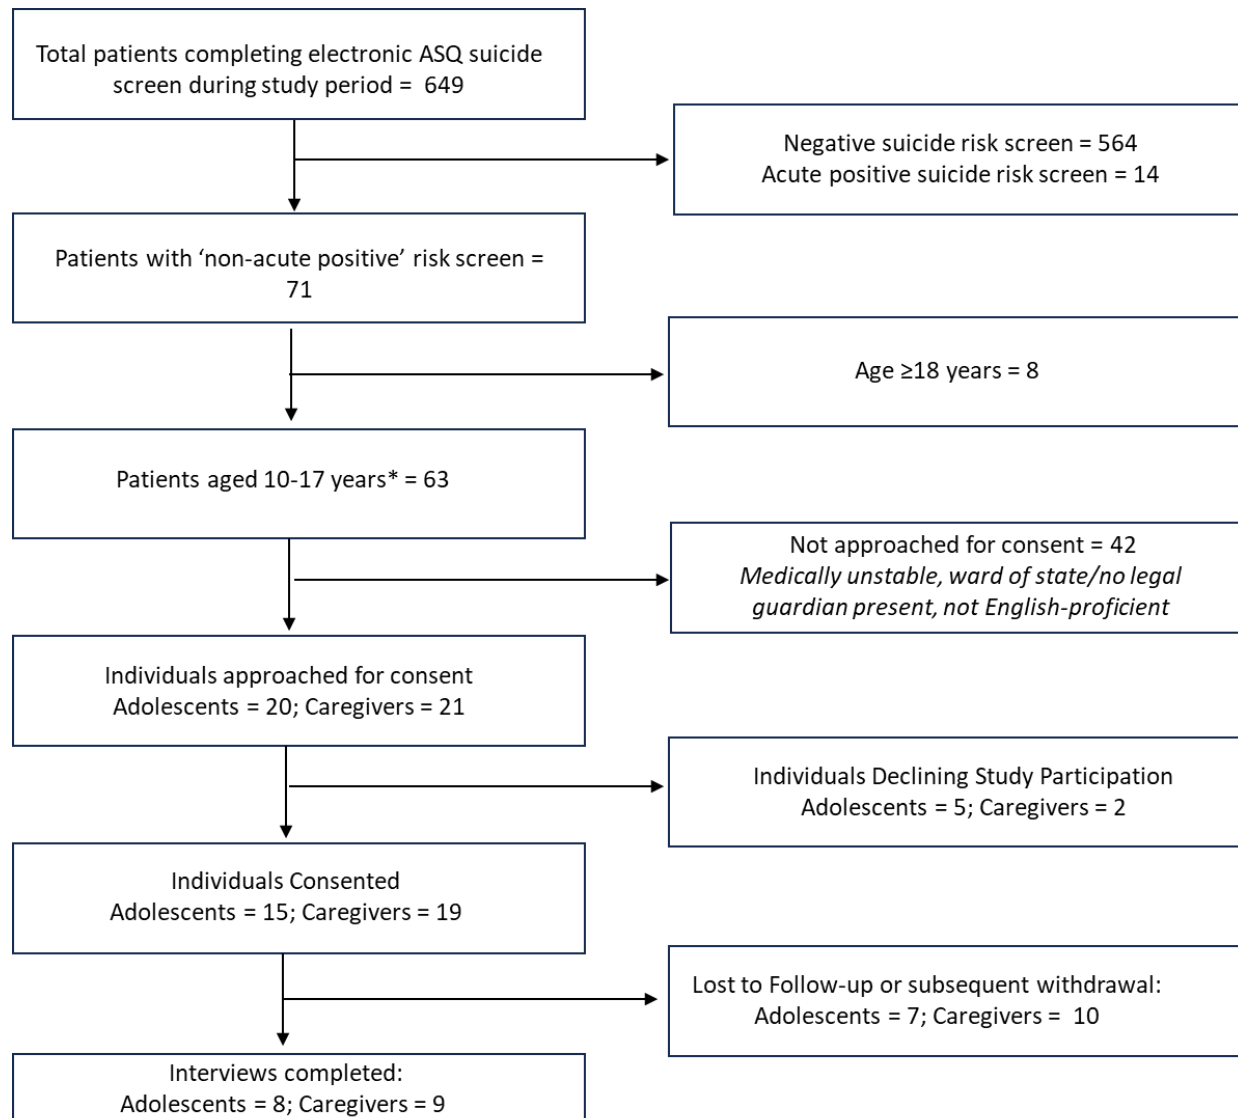 Total patients completing electronic ASQ suicide
screen during study period = 649
Negative suicide risk screen = 564
Acute positive suicide risk screen = 14
Patients with ‘non-acute positive’ risk screen =
71
Age ≥18 years = 8
Patients aged 10-17 years* = 63
Not approached for consent = 42
Medically unstable, ward of state/no legal
guardian present, not English-proficient
Individuals approached for consent
Adolescents = 20; Caregivers = 21
Individuals Declining Study Participation
Adolescents = 5; Caregivers = 2
Individuals Consented
Adolescents = 15; Caregivers = 19
Lost to Follow-up or subsequent withdrawal:
Adolescents = 7; Caregivers = 10
Interviews completed:
Adolescents = 8; Caregivers = 9